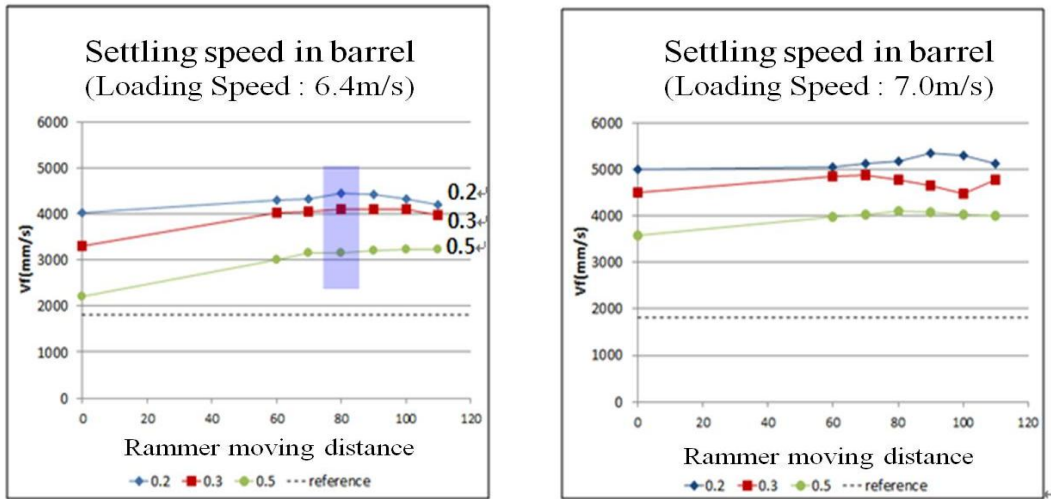 Settling speed in barrel
(Loading Speed : 6.4m/s)
6000
5000
4000
3000
2000
1000
0
Vf(mm/s)
0.2↵
0.3↵
0.5↵
0 20 40 60 80 100 120
Rammer moving distance
0.2 0.3 0.5 reference
Settling speed in barrel
(Loading Speed : 7.0m/s)
6000
5000
4000
3000
2000
1000
0
Vf(mm/s)
0 20 40 60 80 100 120
Rammer moving distance
0.2 0.3 0.5 reference
↵